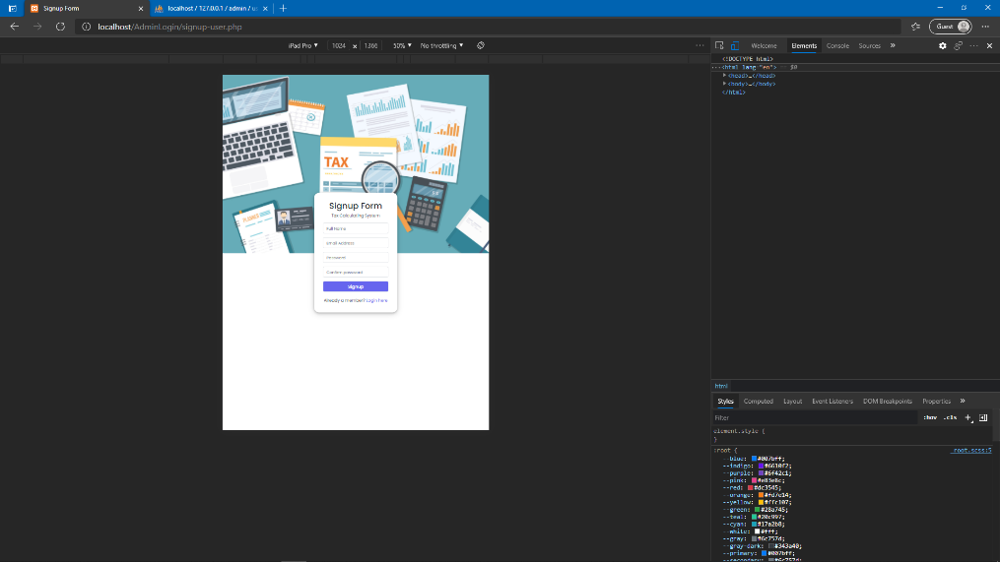 Signup Form
localhost / 127.0.0.1 / admin / us
localhost/AdminLogin/signup-user.php
Guest
iPad Pro ▼ 1024 x 1366 50% ▼ No throttling ▼
Welcome Elements Console Sources
<!DOCTYPE html>
<html lang="en"> == $0
<head>…</head>
<body>…</body>
</html>
TAX
PLANNER
Signup Form
Tax Calculating System
Full Name
Email Address
Password
Confirm password
Signup
Already a member? Login here
html
Styles Computed Layout Event Listeners DOM Breakpoints Properties
Filter :hov .cls
element.style {
}
:root { _root.scss:5
--blue: #007bff;
--indigo: #6610f2;
--purple: #6f42c1;
--pink: #e83e8c;
--red: #dc3545;
--orange: #fd7e14;
--yellow: #ffc107;
--green: #28a745;
--teal: #20c997;
--cyan: #17a2b8;
--white: #fff;
--gray: #6c757d;
--gray-dark: #343a40;
--primary: #007bff;
--secondary: #6c757d;